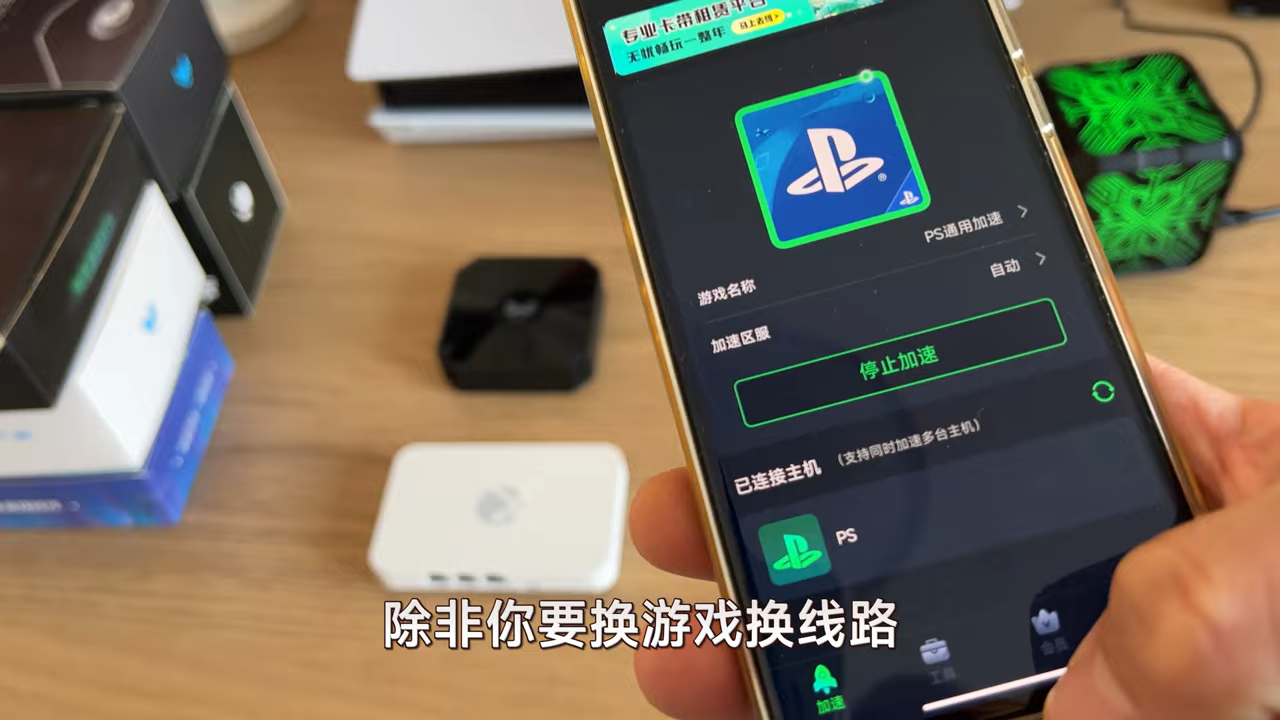 专业卡带租赁平台
无忧畅玩一整年
马上去线>
PS通用加速
游戏名称
自动
加速区服
停止加速
已连接主机 (支持同时加速多台主机)
PS
除非你要换游戏换线路
加速
工具
会员